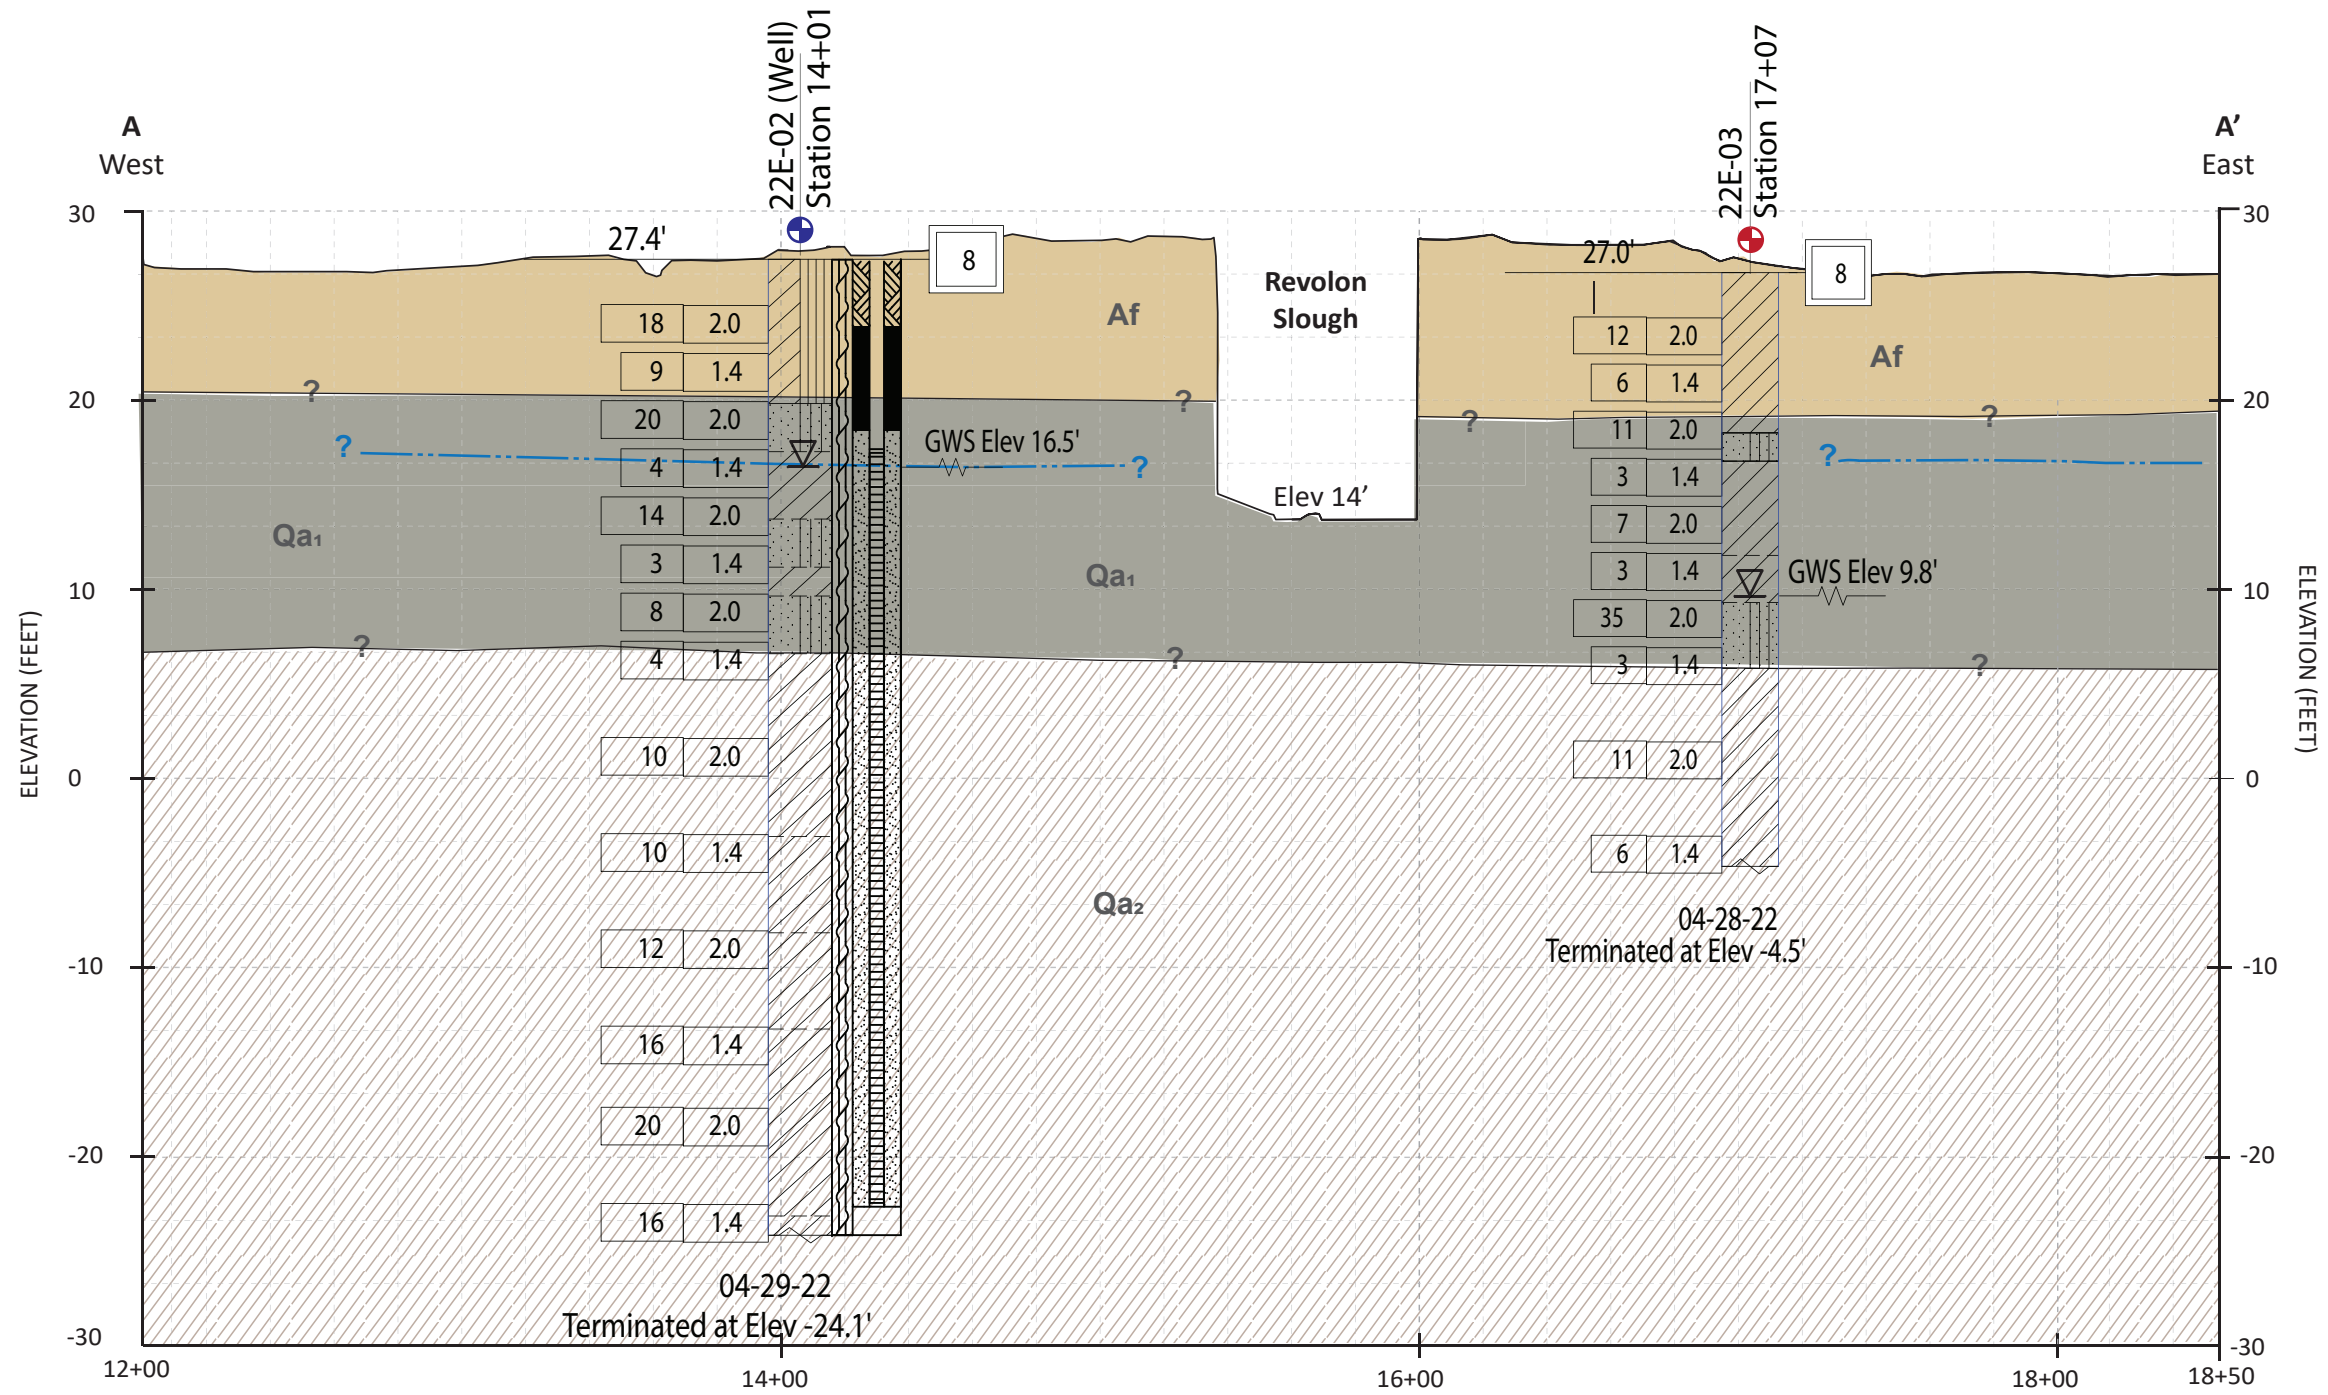 22E-02 (Well)
Station 14+01
22E-03
Station 17+07
A
West
A’
East
30
30
27.4'
8
Revolon
Slough
27.0'
8
18 2.0
Af
12 2.0
Af
9 1.4
6 1.4
?
?
?
?
20
20
20 2.0
11 2.0
?
GWS Elev 16.5'
?
?
4 1.4
3 1.4
Elev 14’
14 2.0
7 2.0
Qa₁
3 1.4
Qa₁
3 1.4
GWS Elev 9.8'
10
10
8 2.0
35 2.0
?
?
?
4 1.4
3 1.4
ELEVATION (FEET)
ELEVATION (FEET)
10 2.0
11 2.0
0
0
10 1.4
6 1.4
Qa₂
04-28-22
Terminated at Elev -4.5'
12 2.0
-10
-10
16 1.4
20 2.0
-20
-20
16 1.4
04-29-22
Terminated at Elev -24.1'
-30
-30
12+00
14+00
16+00
18+00
18+50